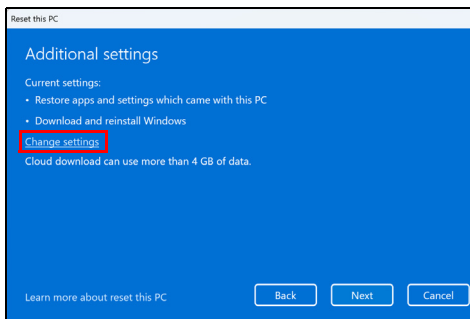 Reset this PC
Additional settings
Current settings:
• Restore apps and settings which came with this PC
• Download and reinstall Windows
Change settings
Cloud download can use more than 4 GB of data.
Learn more about reset this PC
Back
Next
Cancel